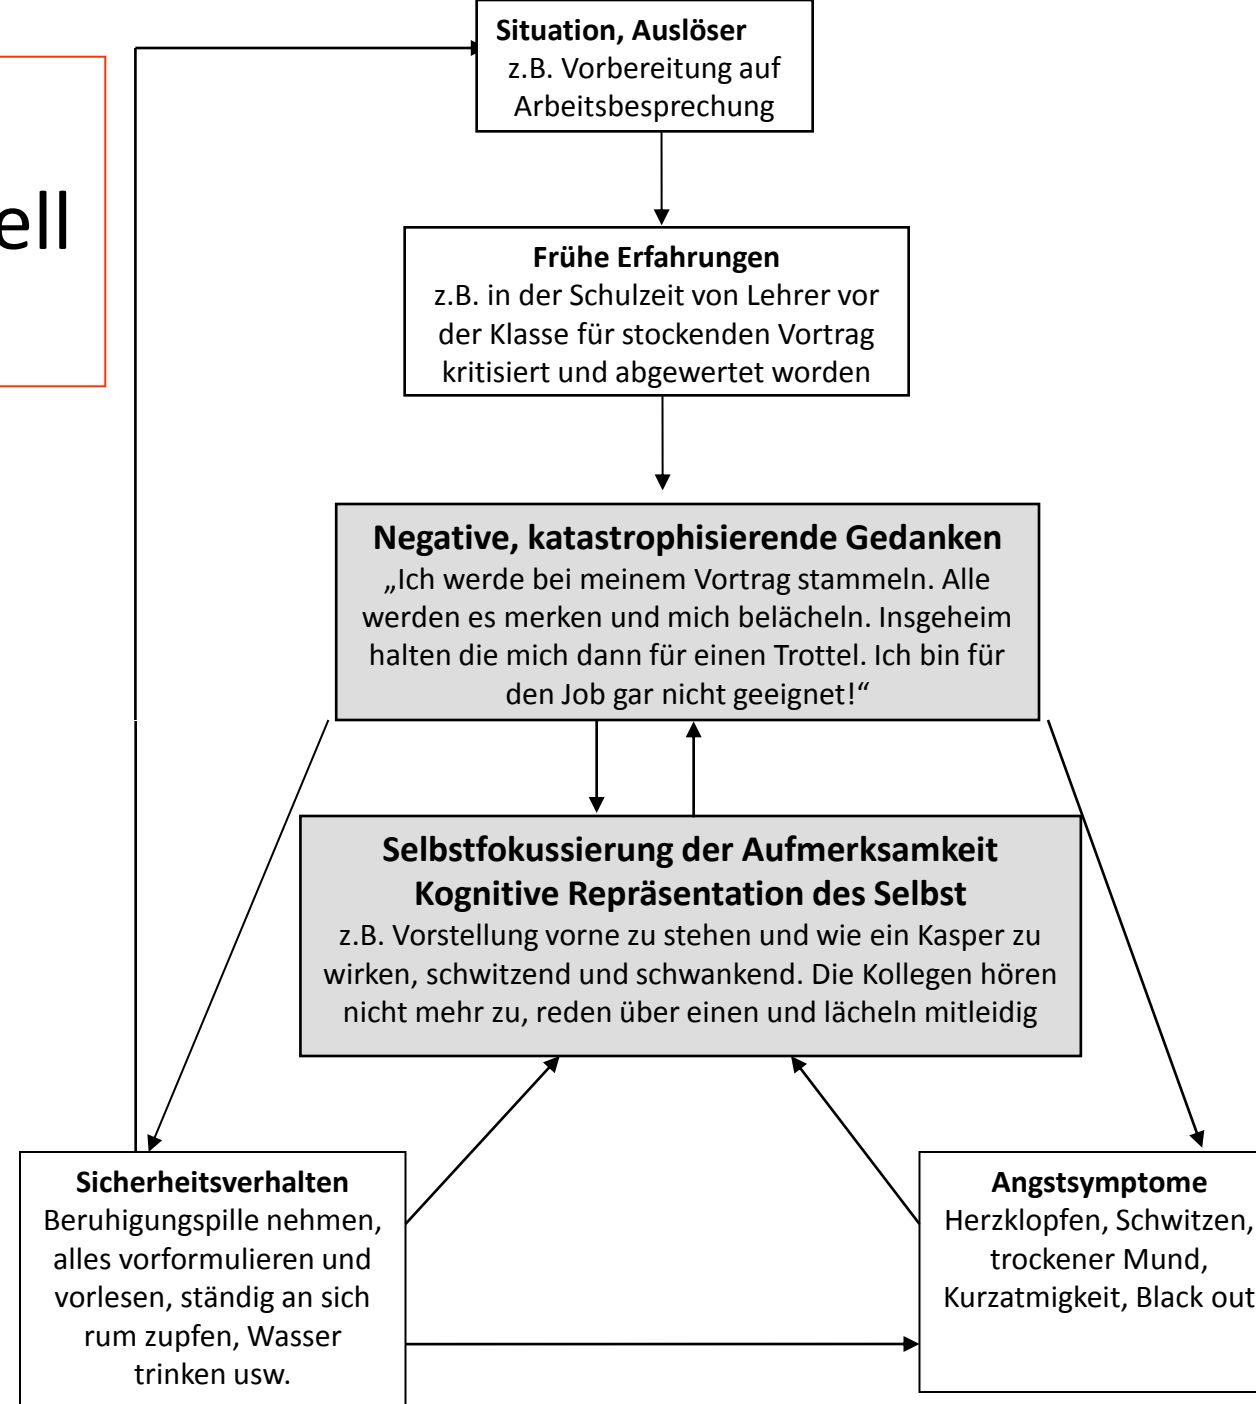 Situation, Auslöser
z.B. Vorbereitung auf
Arbeitsbesprechung
ell
Frühe Erfahrungen
z.B. in der Schulzeit von Lehrer vor
der Klasse für stockenden Vortrag
kritisiert und abgewertet worden
Negative, katastrophisierende Gedanken
„Ich werde bei meinem Vortrag stammeln. Alle
werden es merken und mich belächeln. Insgeheim
halten die mich dann für einen Trottel. Ich bin für
den Job gar nicht geeignet!“
Selbstfokussierung der Aufmerksamkeit
Kognitive Repräsentation des Selbst
z.B. Vorstellung vorne zu stehen und wie ein Kasper zu
wirken, schwitzend und schwankend. Die Kollegen hören
nicht mehr zu, reden über einen und lächeln mitleidig
Sicherheitsverhalten
Beruhigungspille nehmen,
alles vorformulieren und
vorlesen, ständig an sich
rum zupfen, Wasser
trinken usw.
Angstsymptome
Herzklopfen, Schwitzen,
trockener Mund,
Kurzatmigkeit, Black out